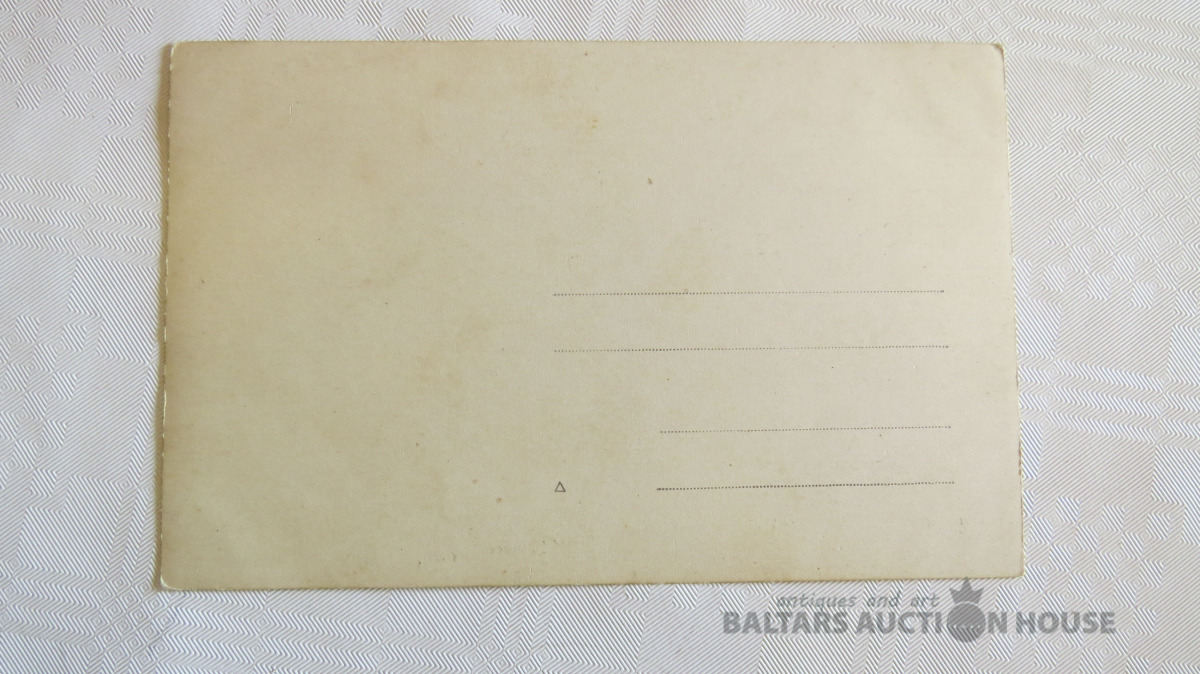 antiques and art
BALTARS AUCTION HOUSE